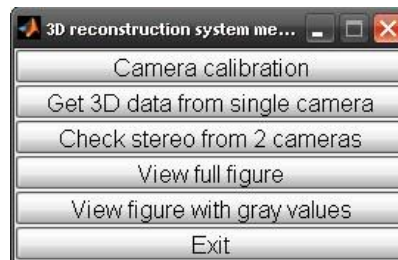 3D reconstruction system me...
Camera calibration
Get 3D data from single camera
Check stereo from 2 cameras
View full figure
View figure with gray values
Exit